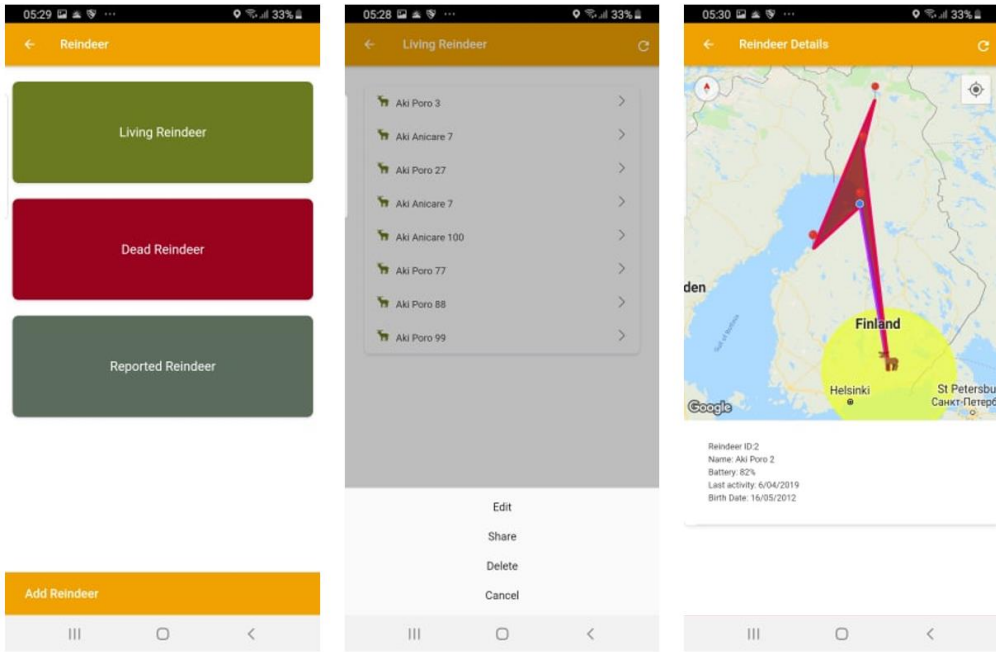 05:29
33%
Reindeer
Living Reindeer
Dead Reindeer
Reported Reindeer
Add Reindeer
05:28
33%
Living Reindeer
Aki Poro 3
Aki Anicare 7
Aki Poro 27
Aki Anicare 7
Aki Anicare 100
Aki Poro 77
Aki Poro 88
Aki Poro 99
Edit
Share
Delete
Cancel
05:30
33%
Reindeer Details
den
Gulf of Bothnia
Finland
Helsinki
St Petersbu
Санкт-Петерб
Google
Reindeer ID:2
Name: Aki Poro 2
Battery: 82%
Last activity: 6/04/2019
Birth Date: 16/05/2012